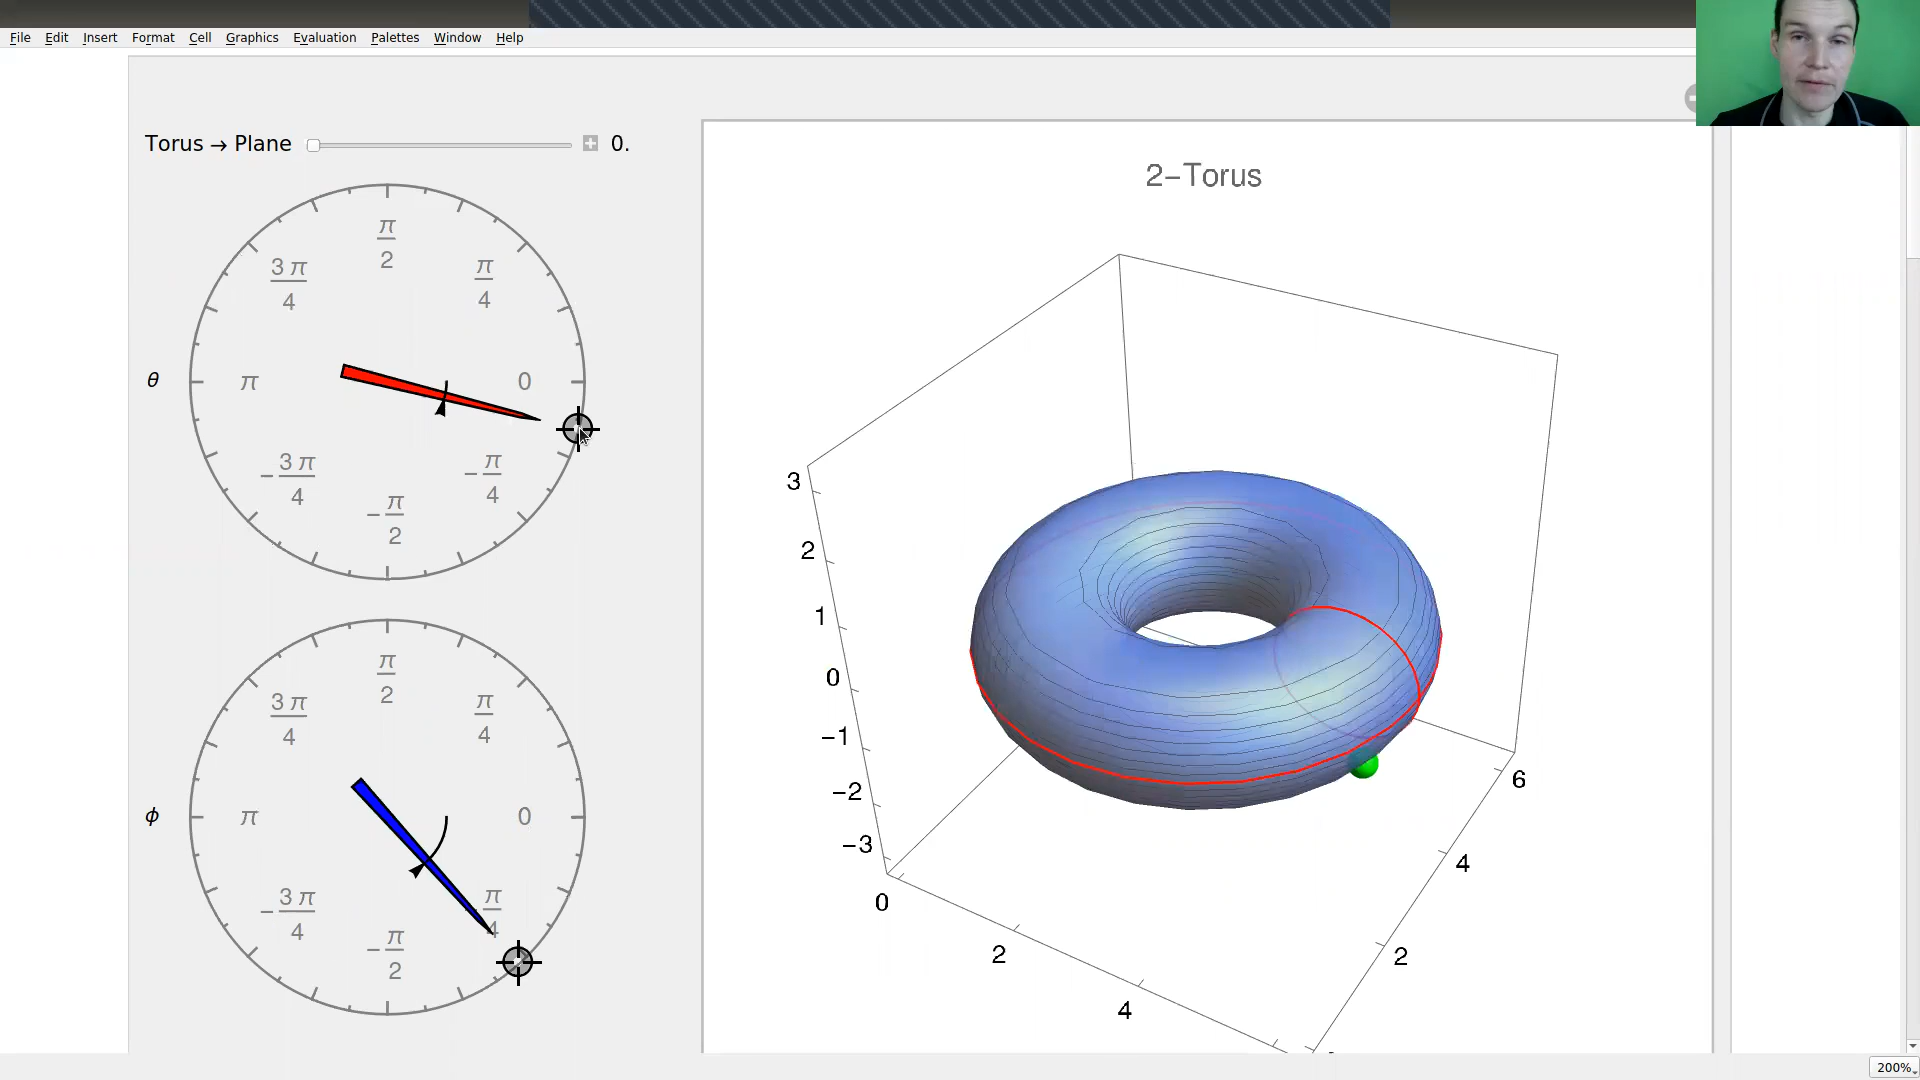 File Edit Insert Format Cell Graphics Evaluation Palettes Window Help
Torus → Plane 0.
2−Torus
π/2
3π/4 π/4
θ π 0
−3π/4 −π/4
−π/2
π/2
3π/4 π/4
ϕ π 0
−3π/4 π/4
−π/2
3
2
1
0
−1
−2
−3
0
2
4
6
4
2
200%